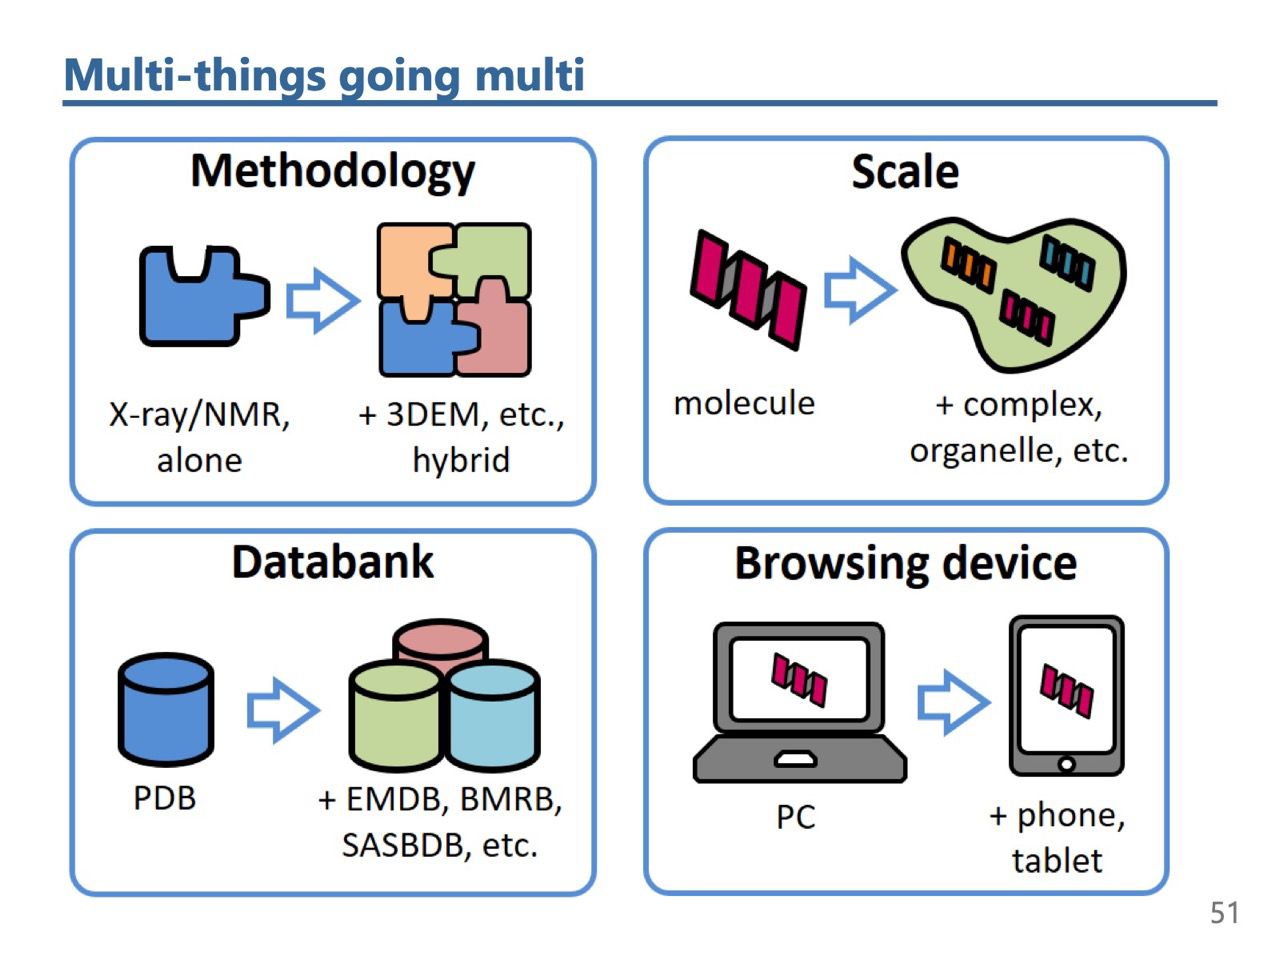 Multi-things going multi
Methodology
X-ray/NMR,
alone
+ 3DEM, etc.,
hybrid
Scale
molecule
+ complex,
organelle, etc.
Databank
PDB
+ EMDB, BMRB,
SASBDB, etc.
Browsing device
PC
+ phone,
tablet
51